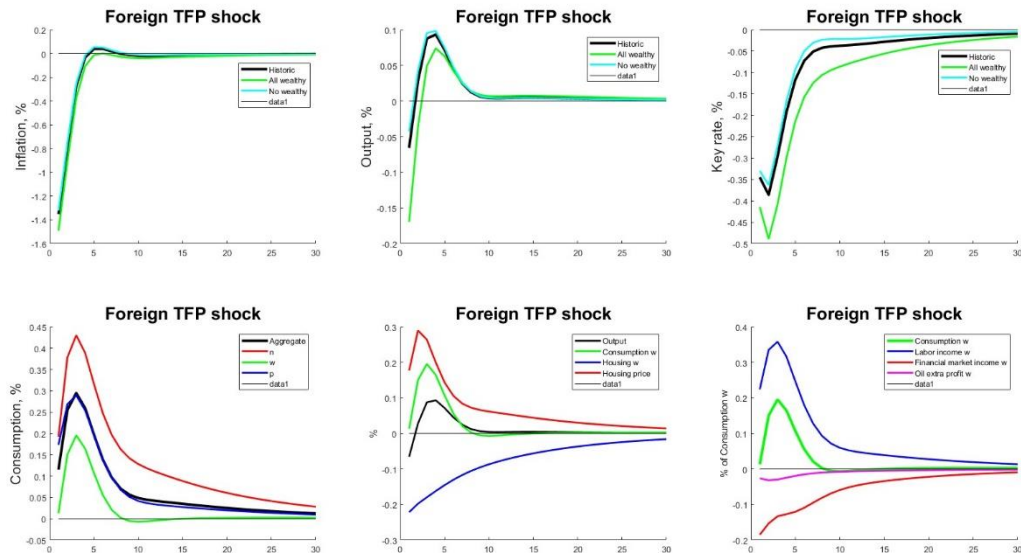 Foreign TFP shock
Inflation, %
0.2
0
-0.2
-0.4
-0.6
-0.8
-1
-1.2
-1.4
-1.6
0 5 10 15 20 25 30
Historic
All wealthy
No wealthy
data1
Foreign TFP shock
Output, %
0.1
0.05
0
-0.05
-0.1
-0.15
-0.2
0 5 10 15 20 25 30
Historic
All wealthy
No wealthy
data1
Foreign TFP shock
Key rate, %
0
-0.05
-0.1
-0.15
-0.2
-0.25
-0.3
-0.35
-0.4
-0.45
-0.5
0 5 10 15 20 25 30
Historic
All wealthy
No wealthy
data1
Foreign TFP shock
Consumption, %
0.45
0.4
0.35
0.3
0.25
0.2
0.15
0.1
0.05
0
-0.05
0 5 10 15 20 25 30
Aggregate
n
w
p
data1
Foreign TFP shock
%
0.3
0.2
0.1
0
-0.1
-0.2
-0.3
0 5 10 15 20 25 30
Output
Consumption w
Housing w
Housing price
data1
Foreign TFP shock
% of Consumption w
0.4
0.3
0.2
0.1
0
-0.1
-0.2
0 5 10 15 20 25 30
Consumption w
Labor income w
Financial market income w
Oil extra profit w
data1